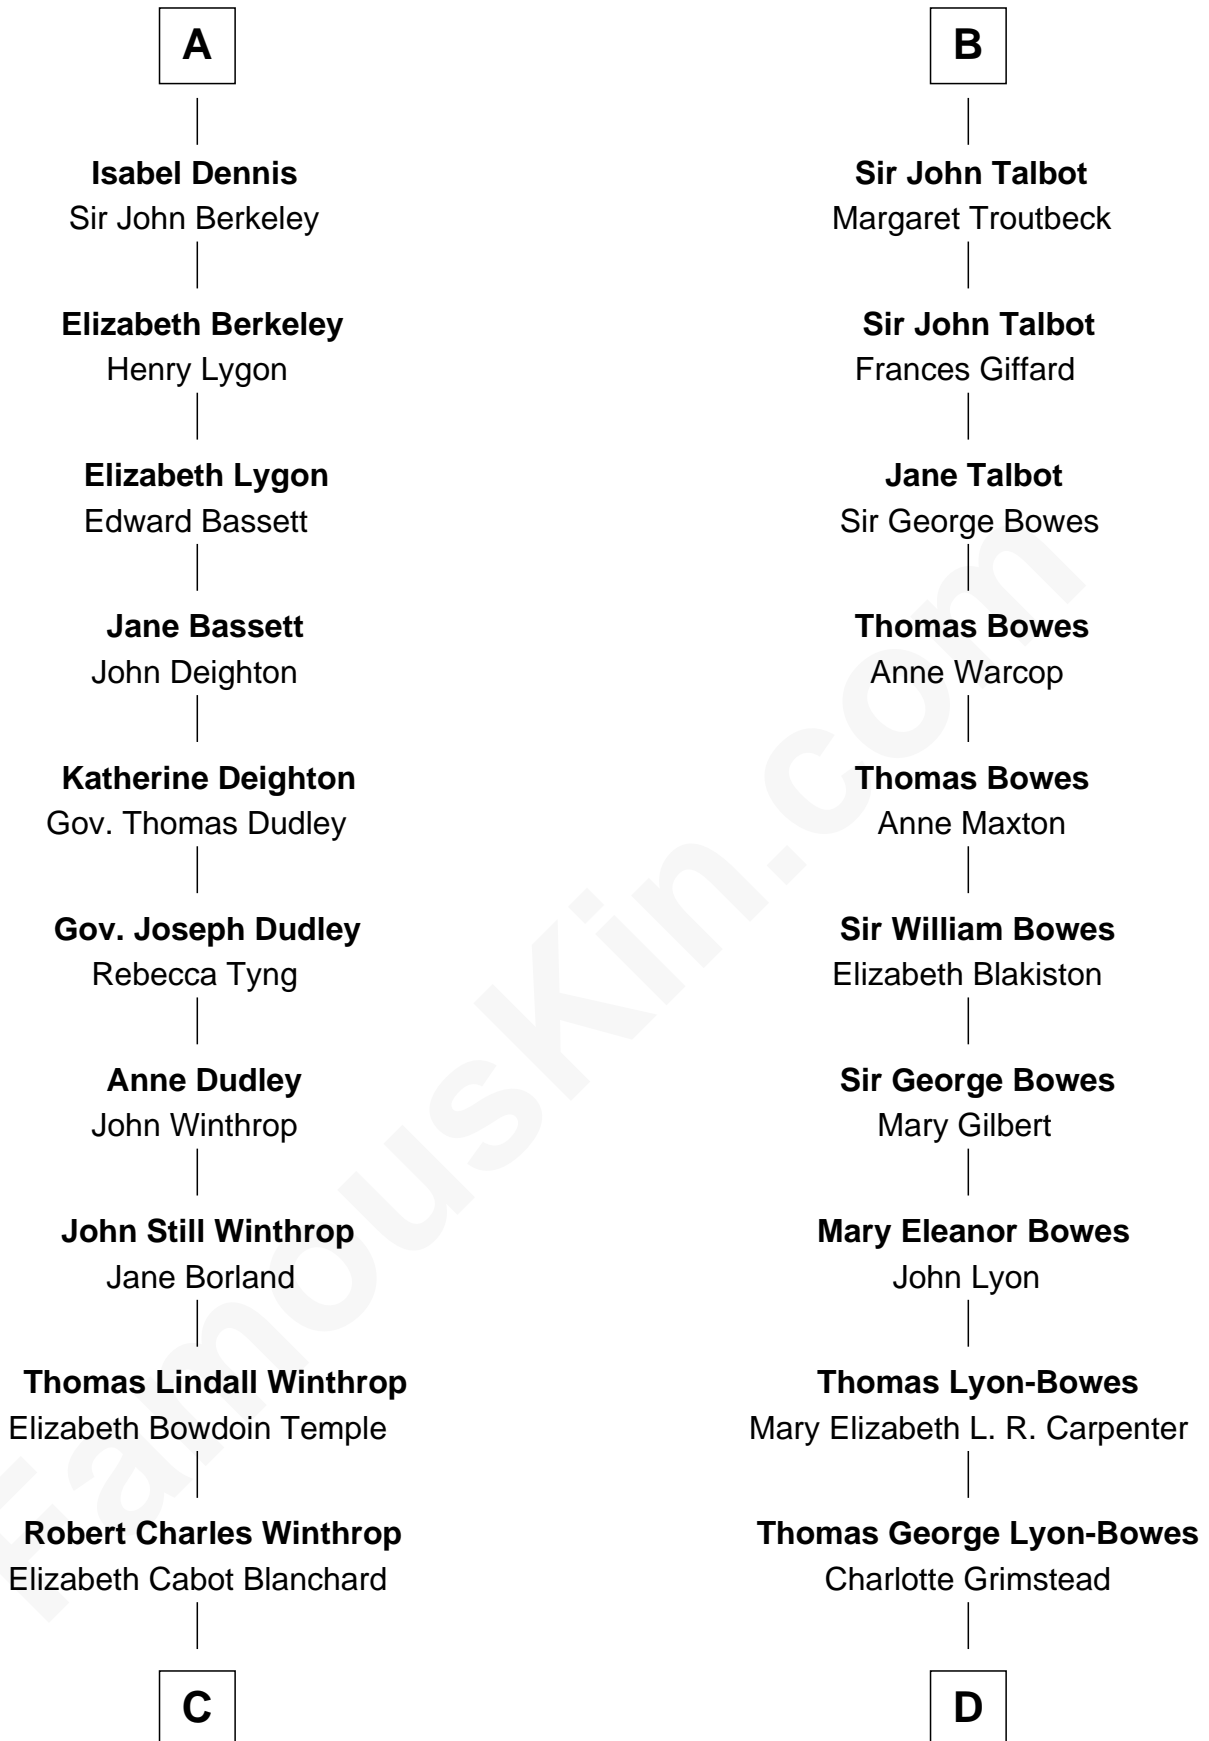 A
Isabel Dennis
Sir John Berkeley
Elizabeth Berkeley
Henry Lygon
Elizabeth Lygon
Edward Bassett
Jane Bassett
John Deighton
Katherine Deighton
Gov. Thomas Dudley
Gov. Joseph Dudley
Rebecca Tyng
Anne Dudley
John Winthrop
John Still Winthrop
Jane Borland
Thomas Lindall Winthrop
Elizabeth Bowdoin Temple
Robert Charles Winthrop
Elizabeth Cabot Blanchard
C
B
Sir John Talbot
Margaret Troutbeck
Sir John Talbot
Frances Giffard
Jane Talbot
Sir George Bowes
Thomas Bowes
Anne Warcop
Thomas Bowes
Anne Maxton
Sir William Bowes
Elizabeth Blakiston
Sir George Bowes
Mary Gilbert
Mary Eleanor Bowes
John Lyon
Thomas Lyon-Bowes
Mary Elizabeth L. R. Carpenter
Thomas George Lyon-Bowes
Charlotte Grimstead
D
FamousKin.com